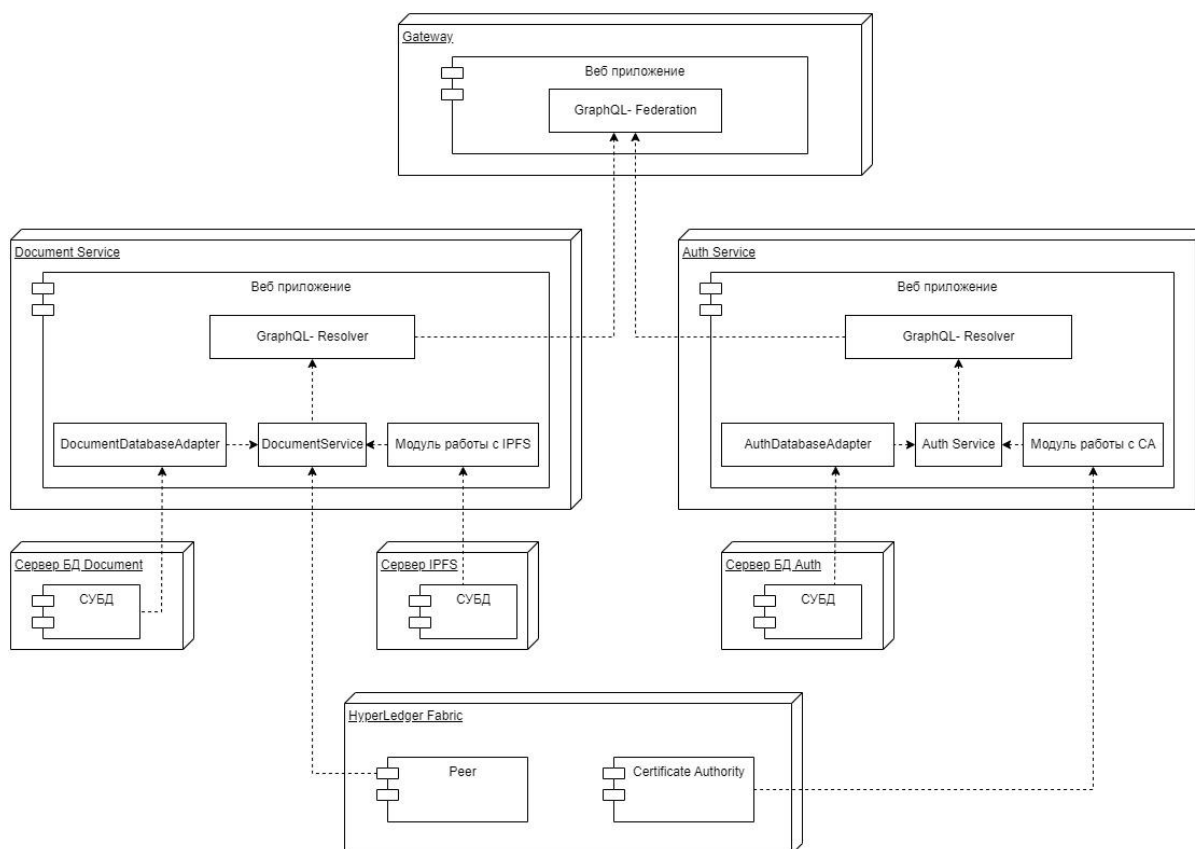 Gateway
Веб приложение
GraphQL- Federation
Document Service
Веб приложение
GraphQL- Resolver
DocumentDatabaseAdapter
DocumentService
Модуль работы с IPFS
Auth Service
Веб приложение
GraphQL- Resolver
AuthDatabaseAdapter
Auth Service
Модуль работы с CA
Сервер БД Document
СУБД
Сервер IPFS
СУБД
Сервер БД Auth
СУБД
HyperLedger Fabric
Peer
Certificate Authority